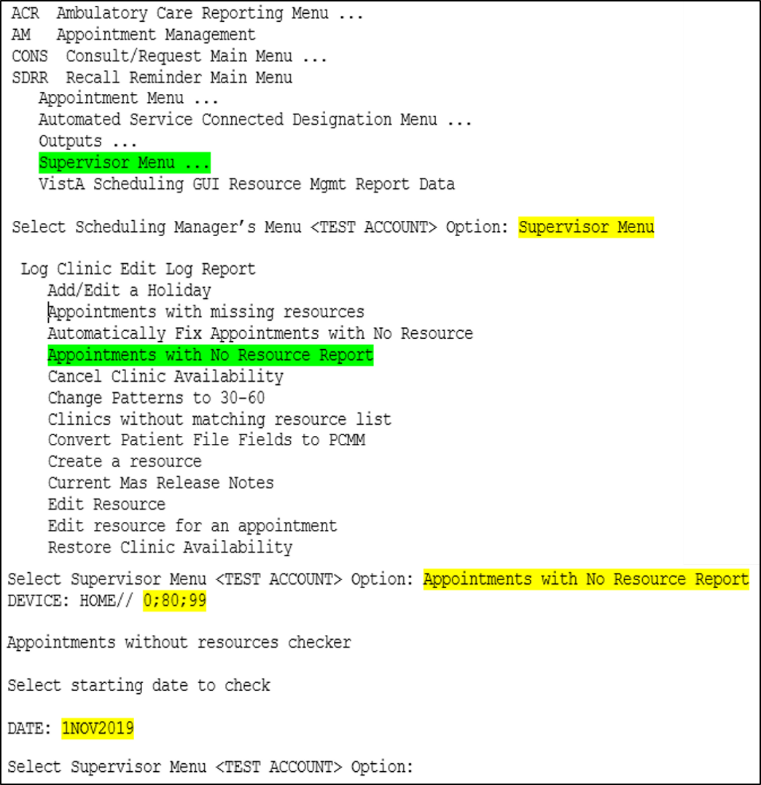 ACR  Ambulatory Care Reporting Menu ...
AM   Appointment Management
CONS  Consult/Request Main Menu ...
SDRR  Recall Reminder Main Menu
Appointment Menu ...
Automated Service Connected Designation Menu ...
Outputs ...
Supervisor Menu ...
VistA Scheduling GUI Resource Mgmt Report Data
Select Scheduling Manager’s Menu <TEST ACCOUNT> Option: Supervisor Menu
Log Clinic Edit Log Report
Add/Edit a Holiday
Appointments with missing resources
Automatically Fix Appointments with No Resource
Appointments with No Resource Report
Cancel Clinic Availability
Change Patterns to 30-60
Clinics without matching resource list
Convert Patient File Fields to PCMM
Create a resource
Current Mas Release Notes
Edit Resource
Edit resource for an appointment
Restore Clinic Availability
Select Supervisor Menu <TEST ACCOUNT> Option: Appointments with No Resource Report
DEVICE: HOME// 0;80;99
Appointments without resources checker
Select starting date to check
DATE: 1NOV2019
Select Supervisor Menu <TEST ACCOUNT> Option: